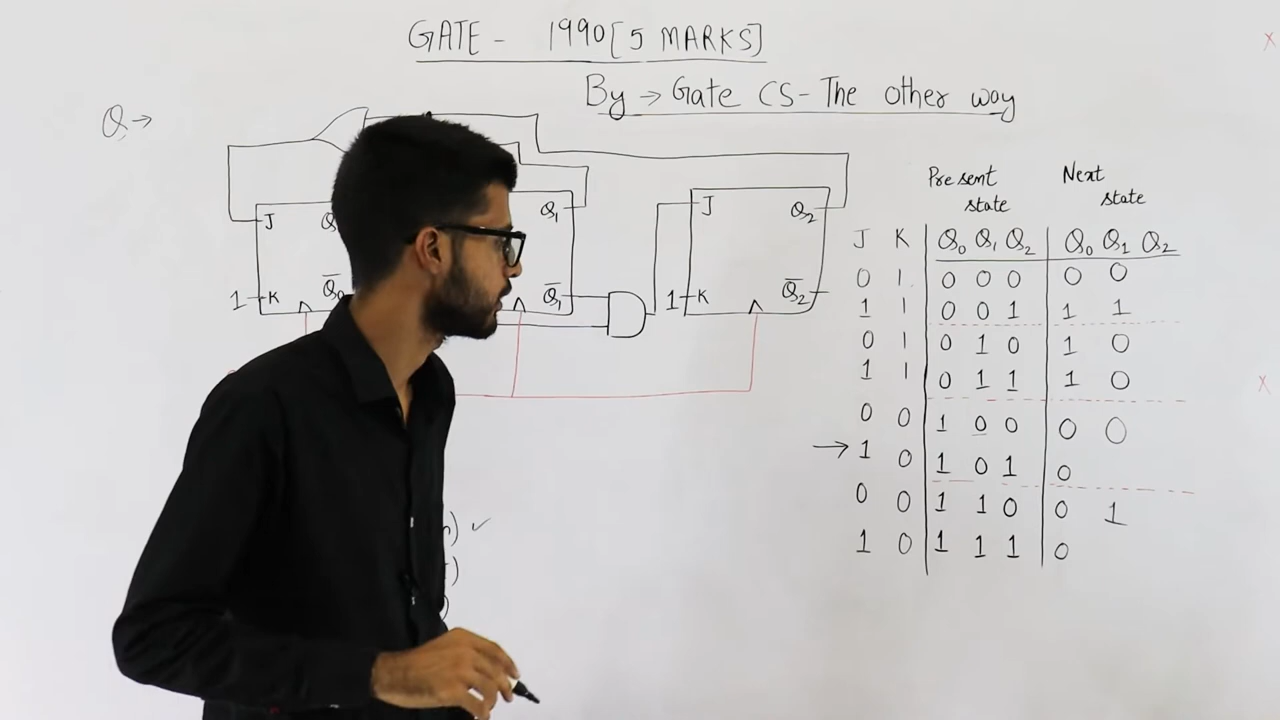 GATE - 1990 [5 MARKS]
By → Gate CS - The other way
Q →
J Q₁ J Q₂
1 K Q̅₀ Q̅₁ 1 K Q̅₂
Present state Next state
J K Q₀ Q₁ Q₂ Q₀ Q₁ Q₂
0 1 0 0 0 0 0
1 1 0 0 1 1 1
0 1 0 1 0 1 0
1 1 0 1 1 1 0
0 0 1 0 0 0 0
→ 1 0 1 0 1 0
0 0 1 1 0 0 1
1 0 1 1 1 0